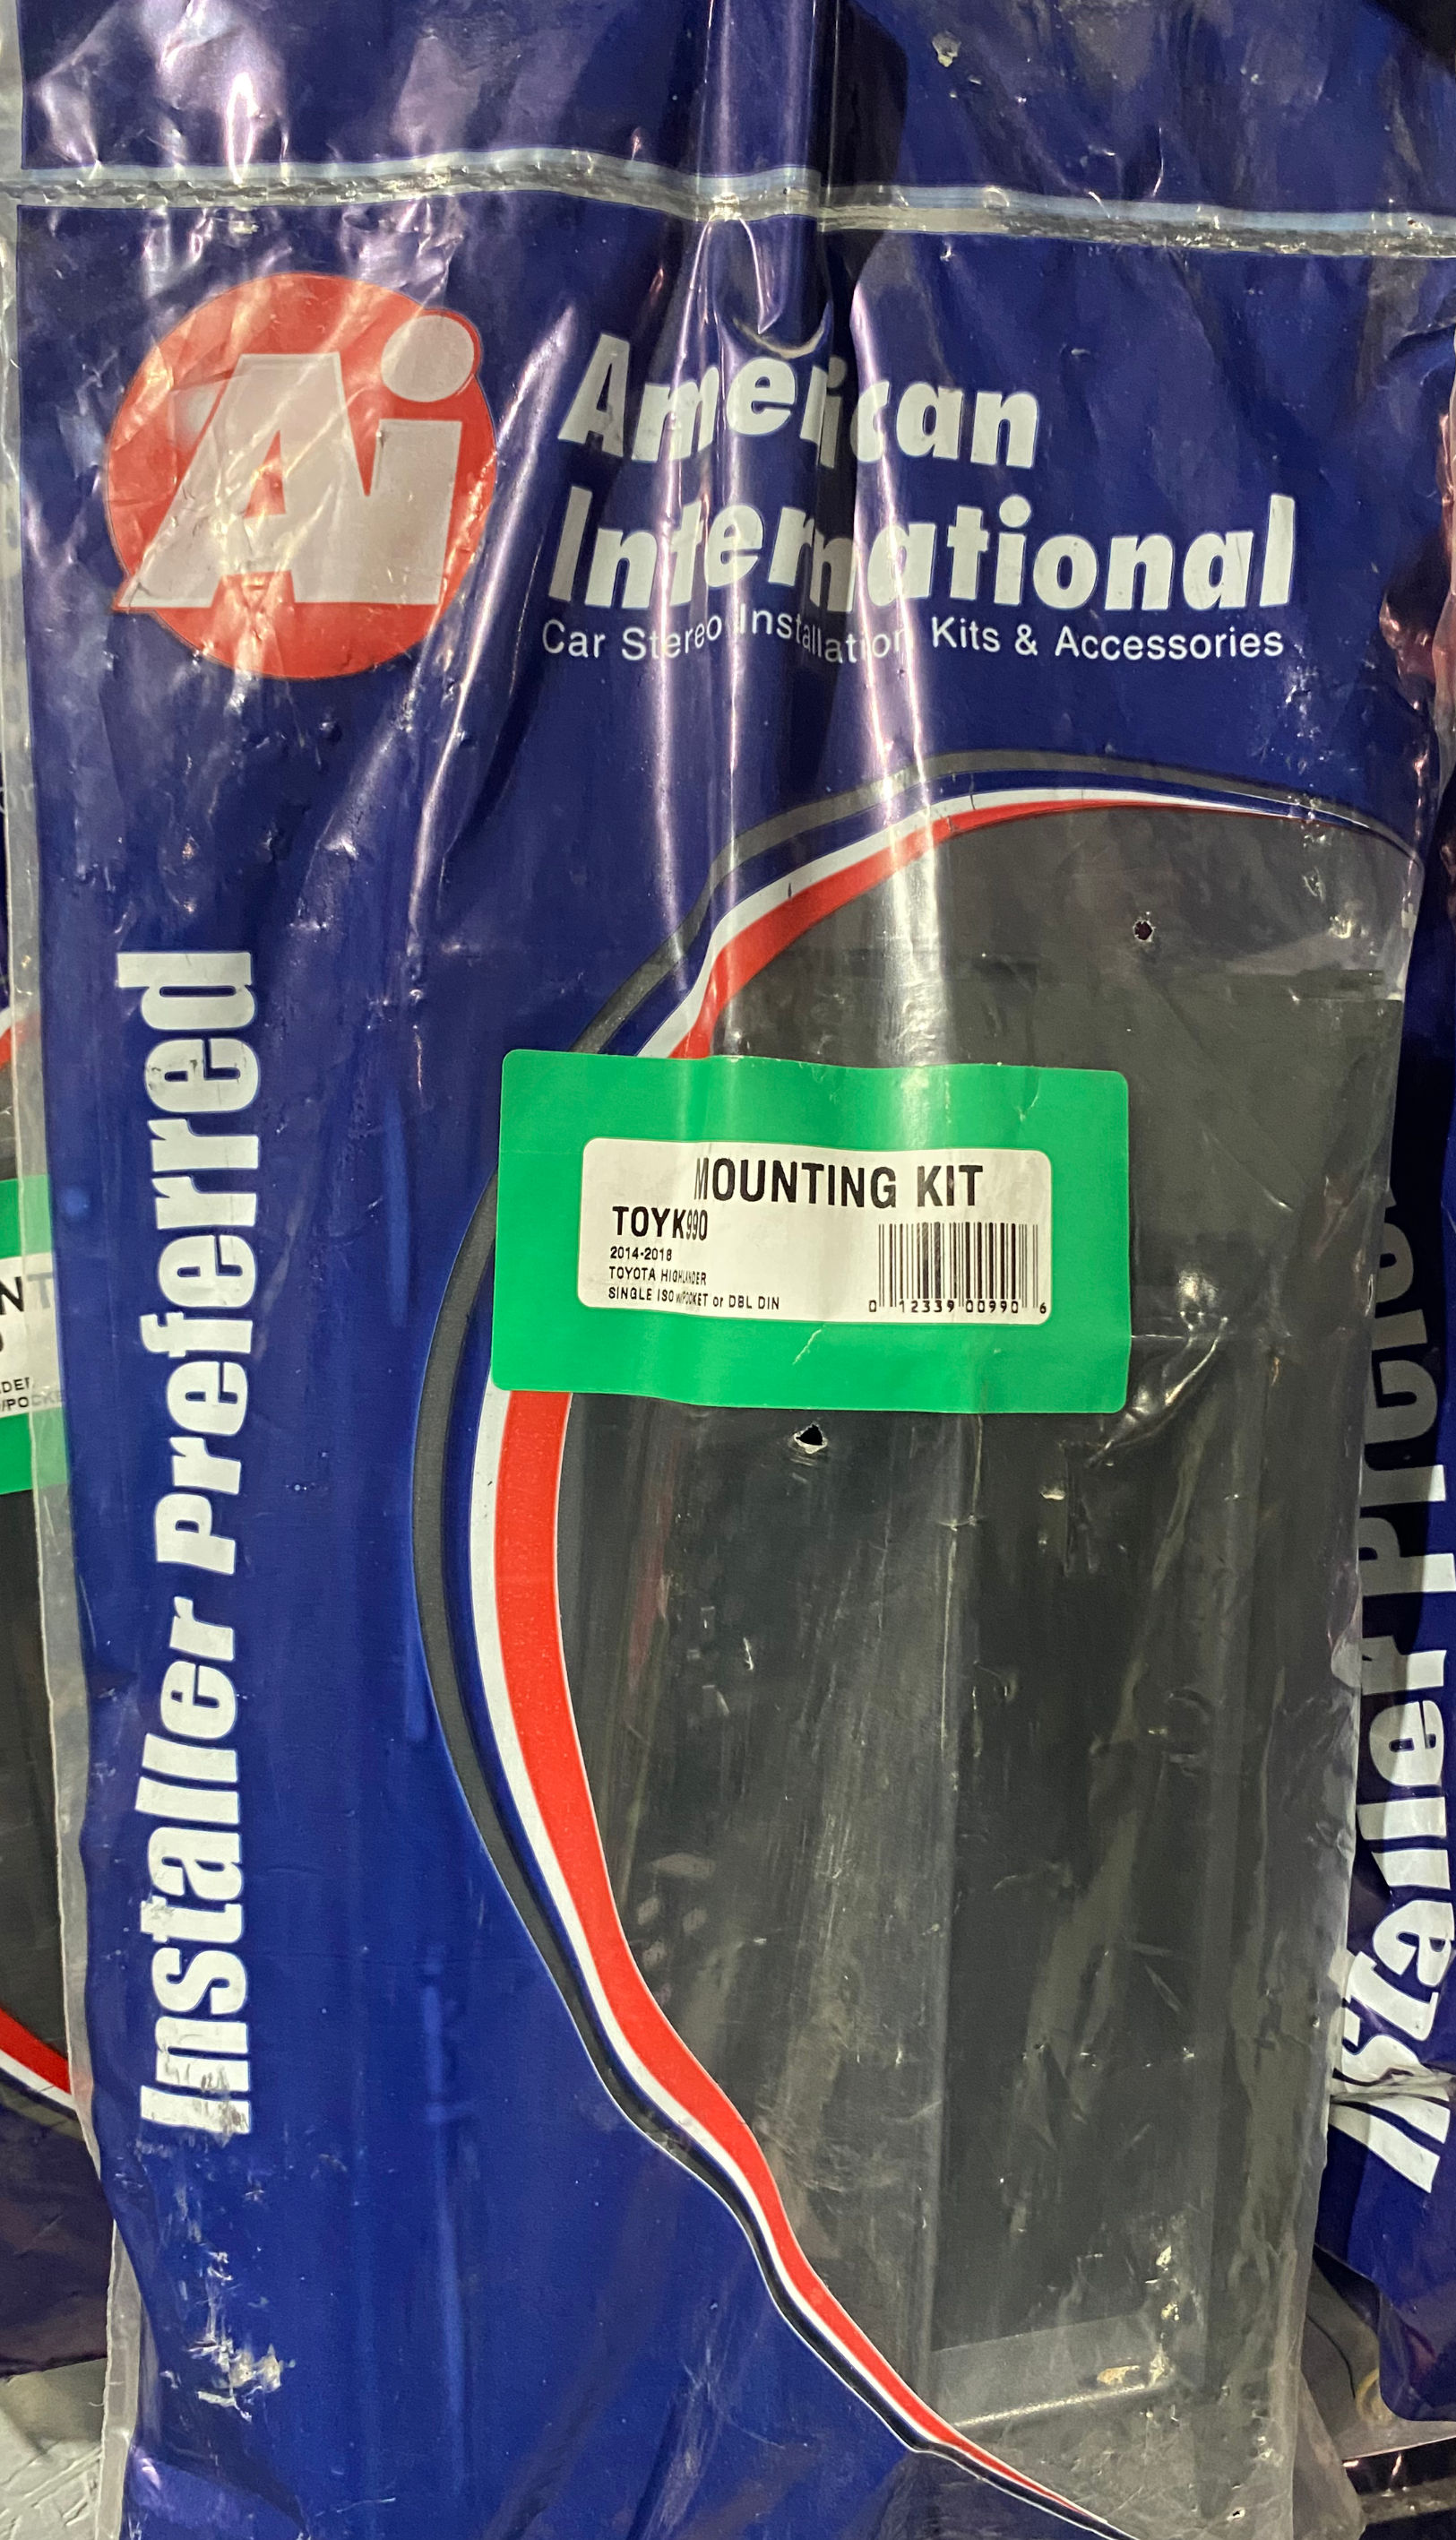 Ai
American
International
Car Stereo Installation Kits & Accessories
Installer Preferred
MOUNTING KIT
TOYK990
2014-2018
TOYOTA HIGHLANDER
SINGLE ISO W/POCKET or DBL DIN
0 12339 00990 6
Installer